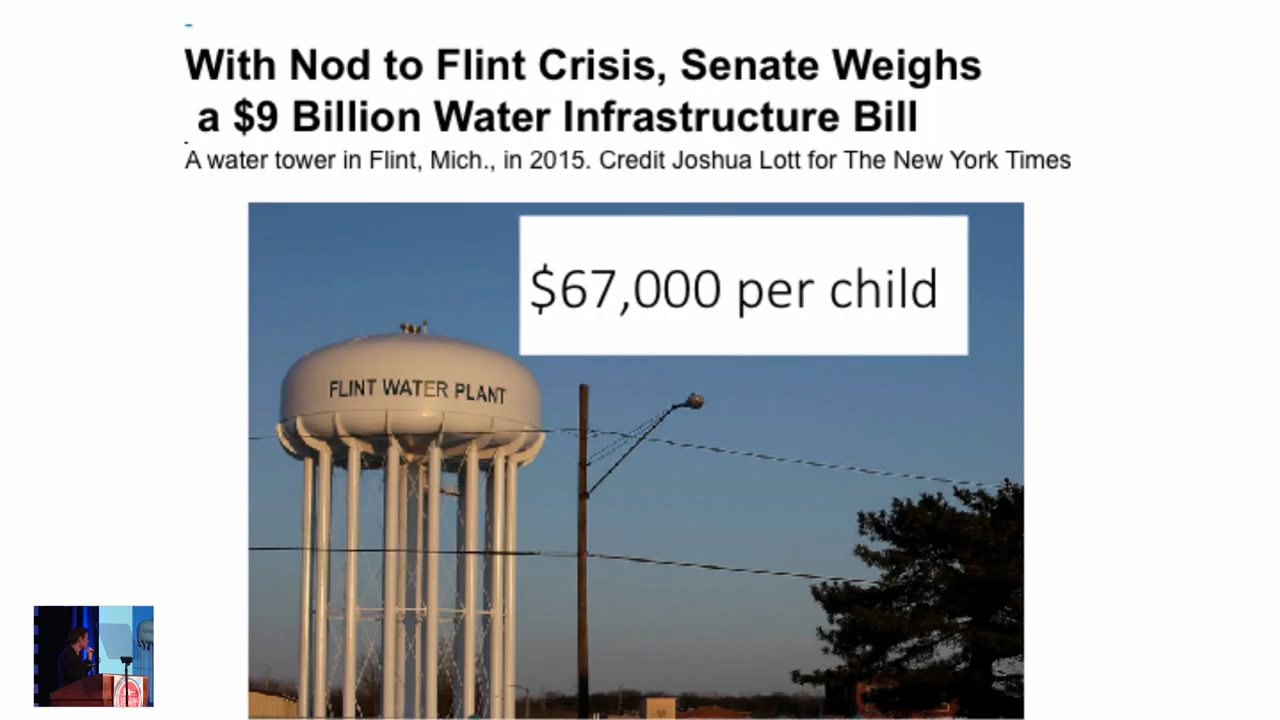 With Nod to Flint Crisis, Senate Weighs
a $9 Billion Water Infrastructure Bill
A water tower in Flint, Mich., in 2015. Credit Joshua Lott for The New York Times
$67,000 per child
FLINT WATER PLANT